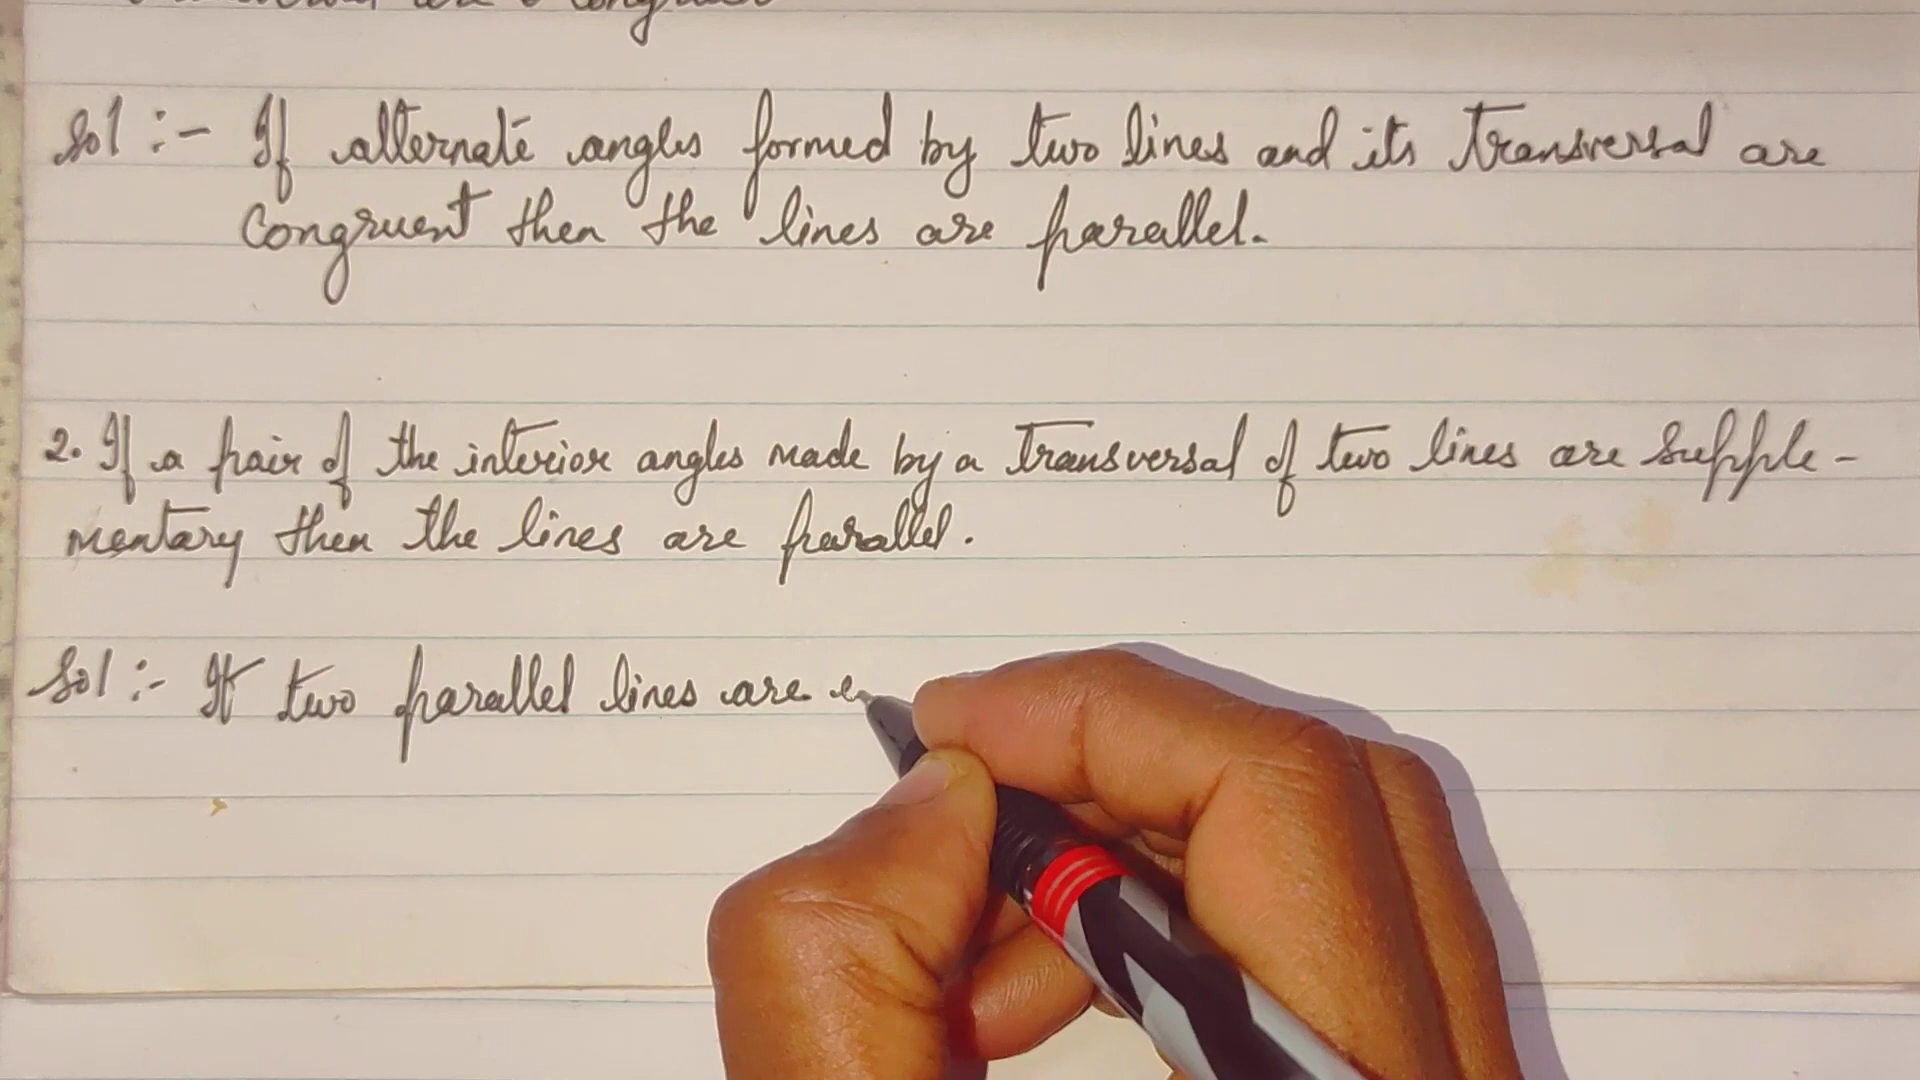 congruent
Sol :- If alternate angles formed by two lines and its transversal are
Congruent then the lines are parallel.
2. If a pair of the interior angles made by a transversal of two lines are Supple-
mentary then the lines are parallel.
Sol :- If two parallel lines are